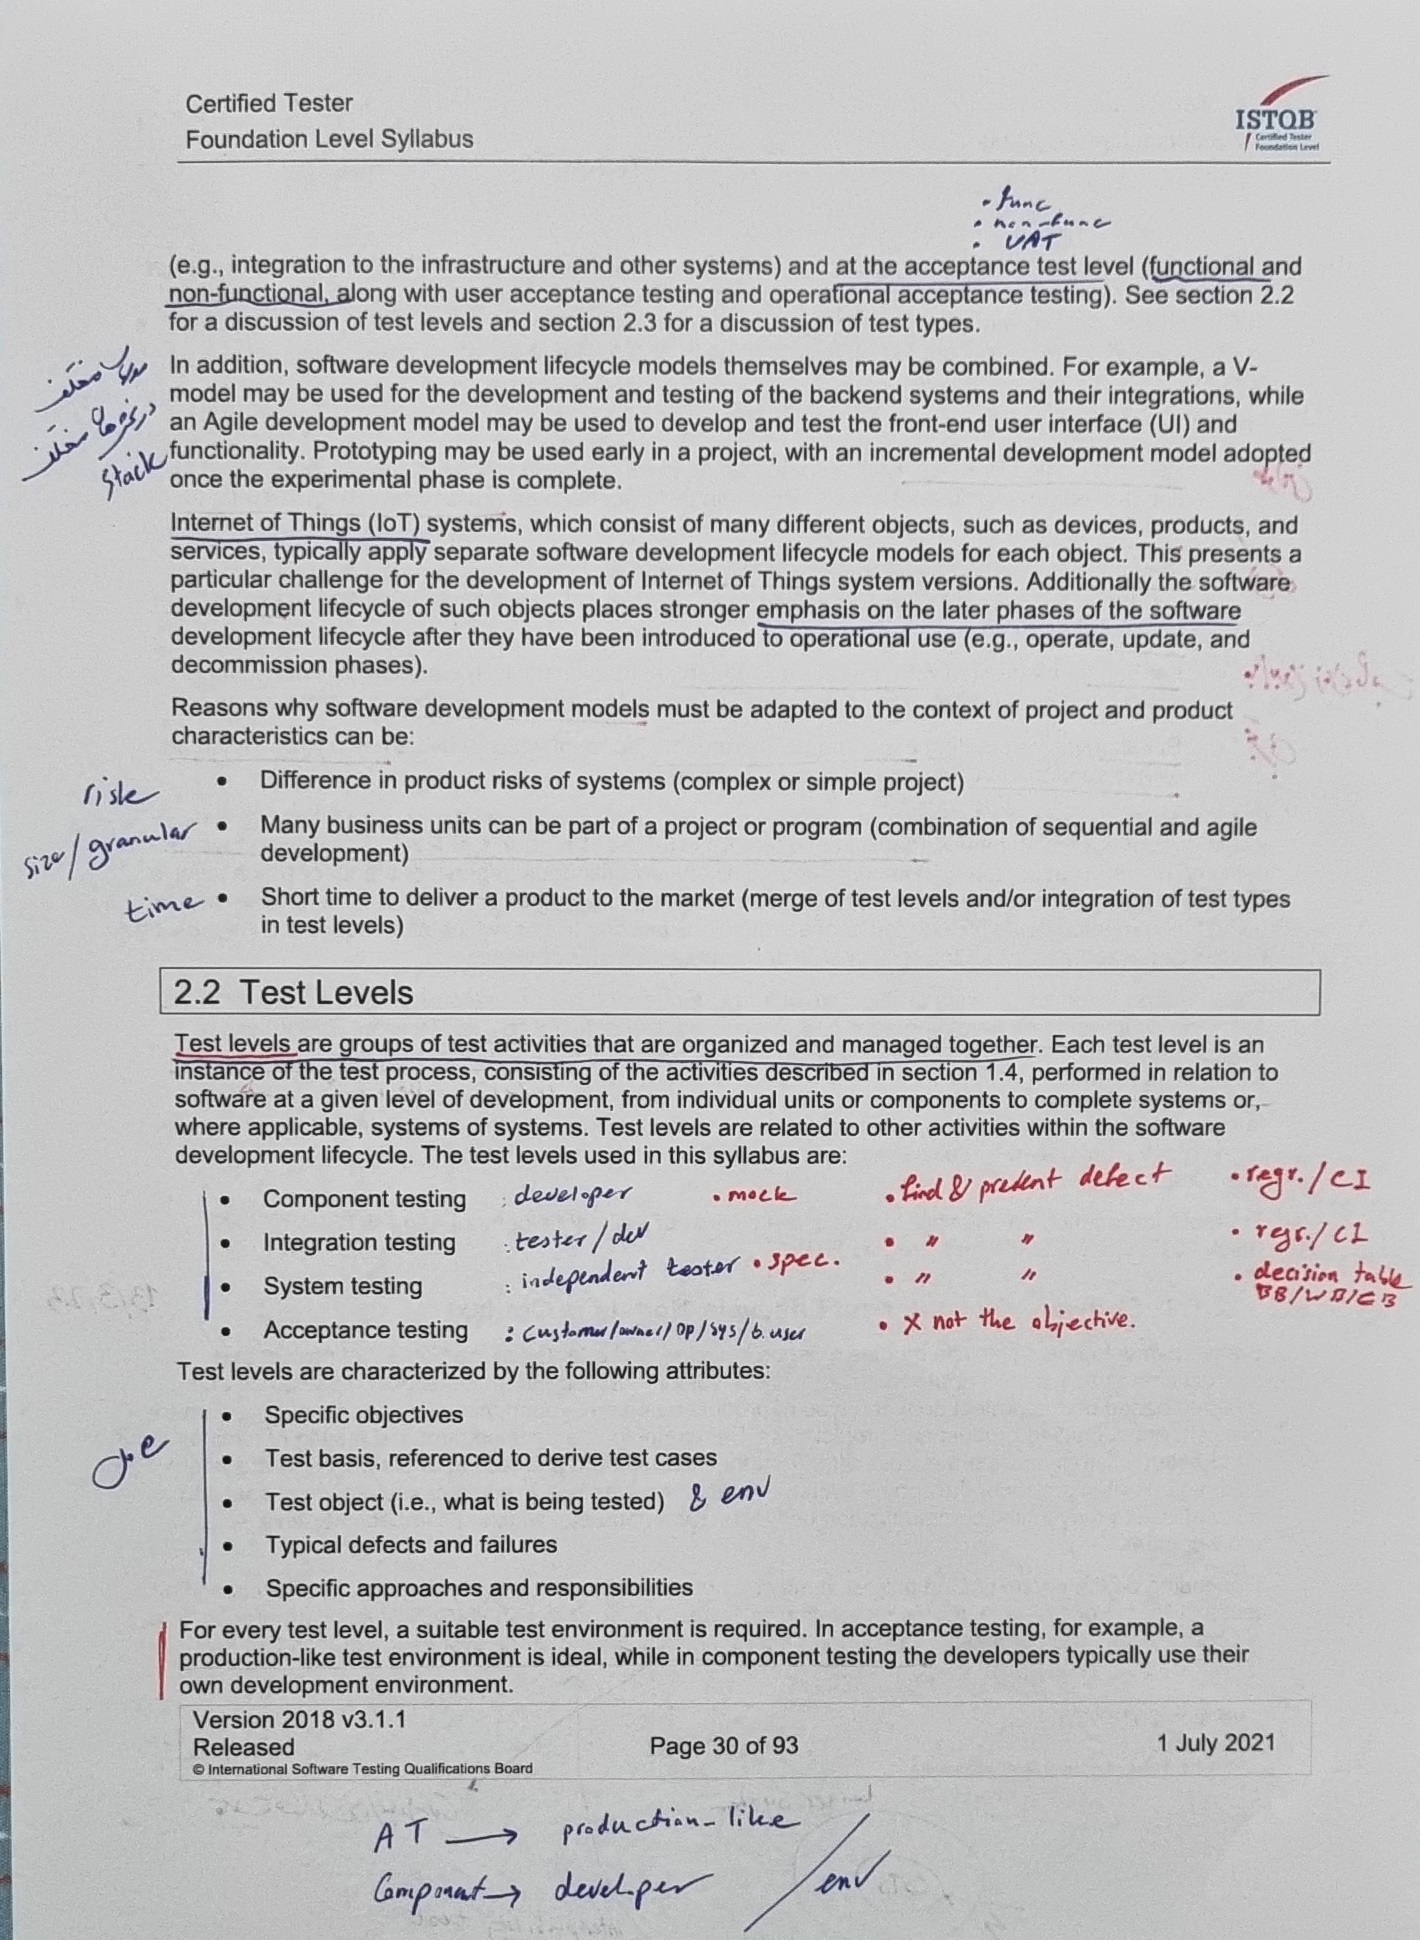 Certified Tester
Foundation Level Syllabus
ISTQB
Certified Tester
Foundation Level
• func
• non-func
• UAT
(e.g., integration to the infrastructure and other systems) and at the acceptance test level (functional and
non-functional, along with user acceptance testing and operational acceptance testing). See section 2.2
for a discussion of test levels and section 2.3 for a discussion of test types.
In addition, software development lifecycle models themselves may be combined. For example, a V-
model may be used for the development and testing of the backend systems and their integrations, while
an Agile development model may be used to develop and test the front-end user interface (UI) and
functionality. Prototyping may be used early in a project, with an incremental development model adopted
once the experimental phase is complete.
stack
Internet of Things (IoT) systems, which consist of many different objects, such as devices, products, and
services, typically apply separate software development lifecycle models for each object. This presents a
particular challenge for the development of Internet of Things system versions. Additionally the software
development lifecycle of such objects places stronger emphasis on the later phases of the software
development lifecycle after they have been introduced to operational use (e.g., operate, update, and
decommission phases).
Reasons why software development models must be adapted to the context of project and product
characteristics can be:
risk • Difference in product risks of systems (complex or simple project)
size/granular • Many business units can be part of a project or program (combination of sequential and agile
development)
time • Short time to deliver a product to the market (merge of test levels and/or integration of test types
in test levels)
2.2 Test Levels
Test levels are groups of test activities that are organized and managed together. Each test level is an
instance of the test process, consisting of the activities described in section 1.4, performed in relation to
software at a given level of development, from individual units or components to complete systems or,
where applicable, systems of systems. Test levels are related to other activities within the software
development lifecycle. The test levels used in this syllabus are:
• Component testing : developer • mock • find & prevent defect • regr./CI
• Integration testing : tester/dev • " " • regr./CI
• System testing : independent tester • spec. • " " • decision table
BB/WB/GB
• Acceptance testing : Customer/owner/op/sys/b.user • X not the objective.
Test levels are characterized by the following attributes:
• Specific objectives
• Test basis, referenced to derive test cases
• Test object (i.e., what is being tested) & env
• Typical defects and failures
• Specific approaches and responsibilities
For every test level, a suitable test environment is required. In acceptance testing, for example, a
production-like test environment is ideal, while in component testing the developers typically use their
own development environment.
Version 2018 v3.1.1
Released
Page 30 of 93
1 July 2021
© International Software Testing Qualifications Board
AT → production-like
Component → developer / env